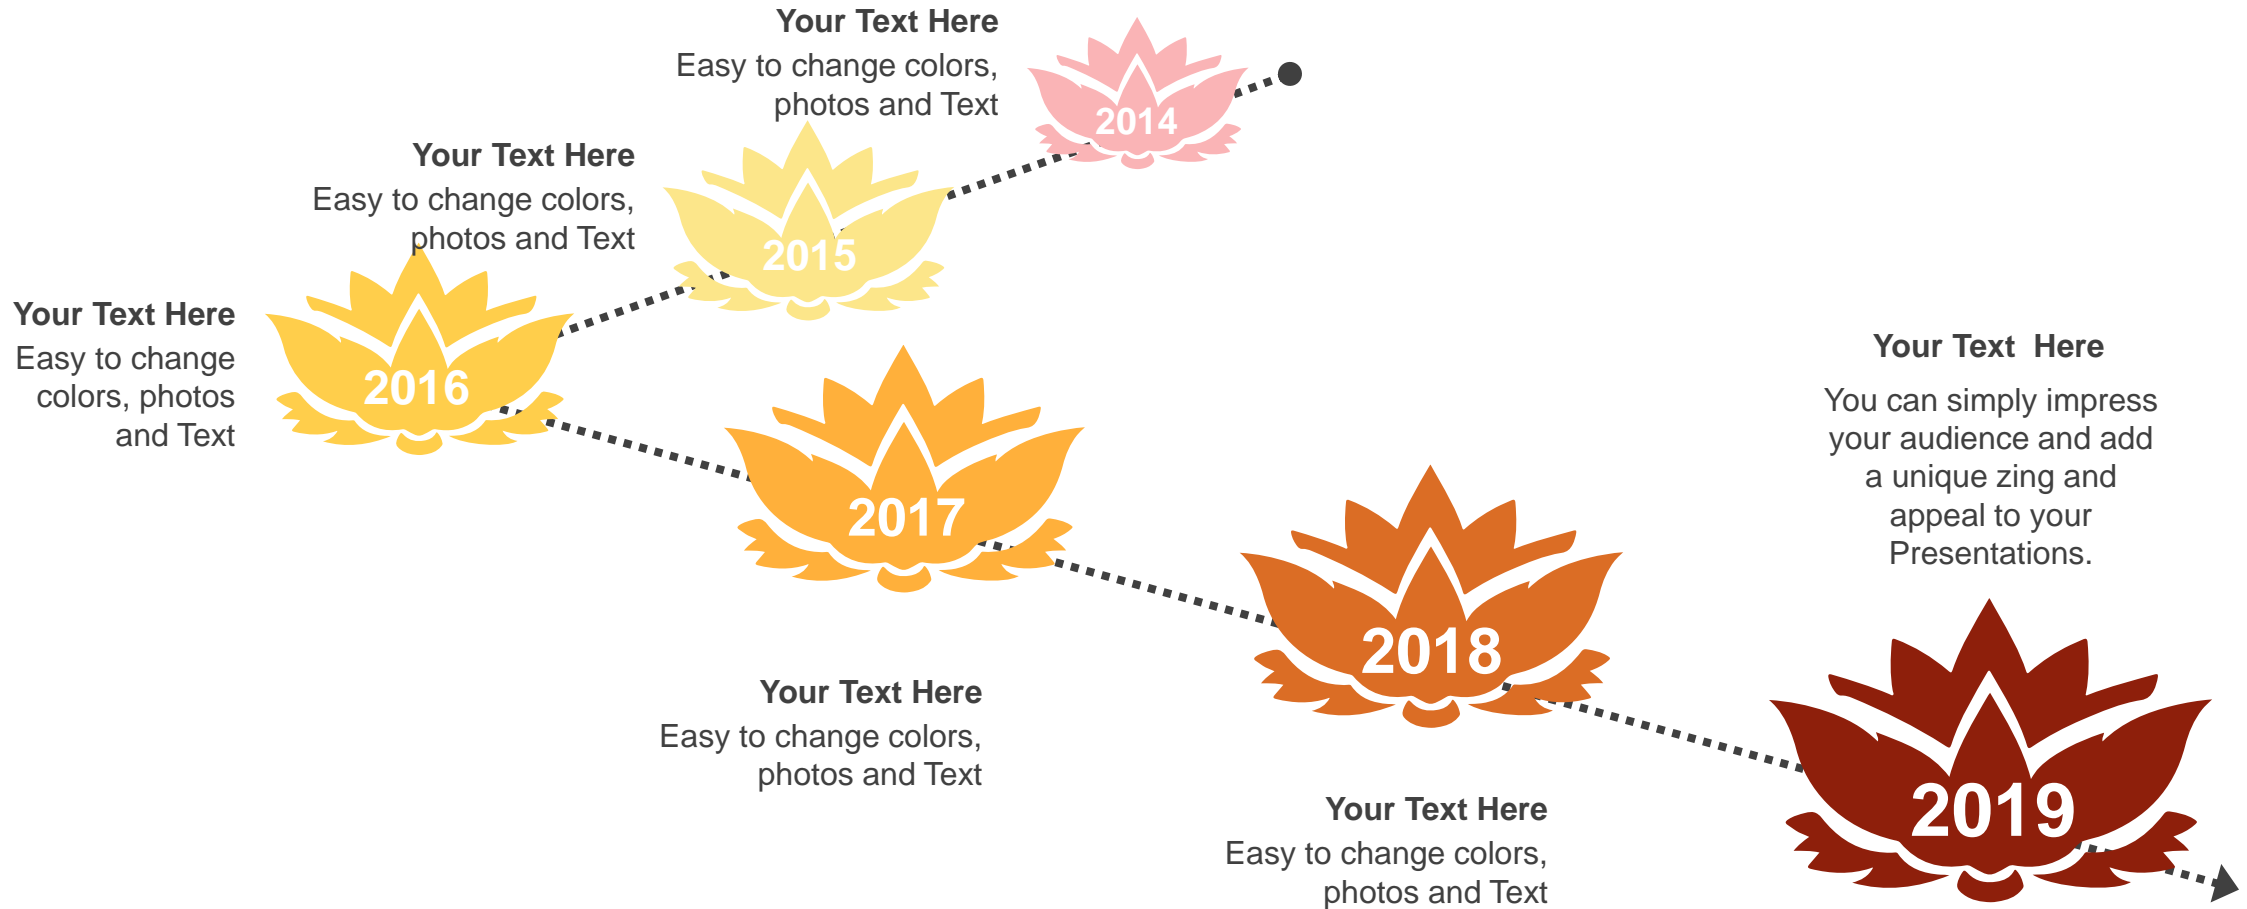 Your Text Here
Easy to change colors,
photos and Text
2014
Your Text Here
Easy to change colors,
photos and Text
2015
Your Text Here
Easy to change
colors, photos
and Text
2016
2017
Your Text Here
Easy to change colors,
photos and Text
2018
Your Text Here
Easy to change colors,
photos and Text
Your Text  Here
You can simply impress
your audience and add
a unique zing and
appeal to your
Presentations.
2019